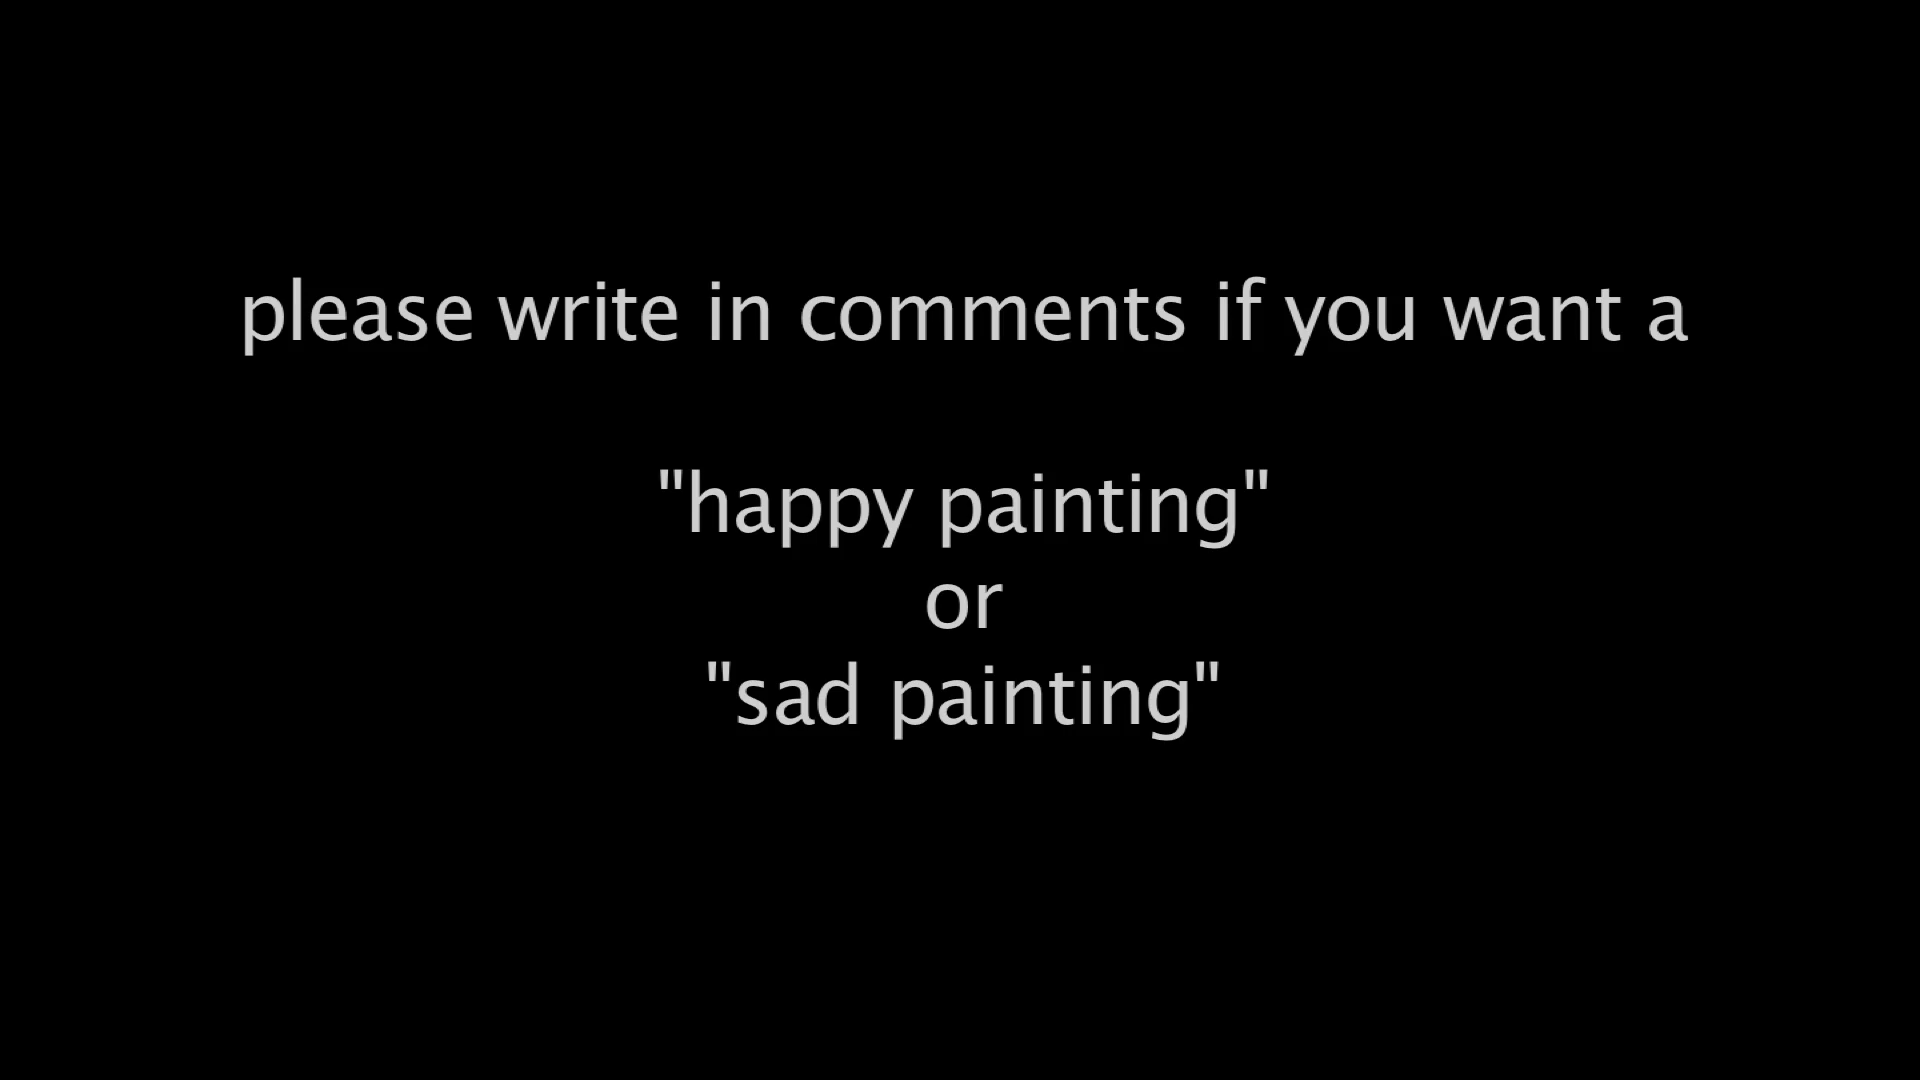 please write in comments if you want a
"happy painting"
or
"sad painting"